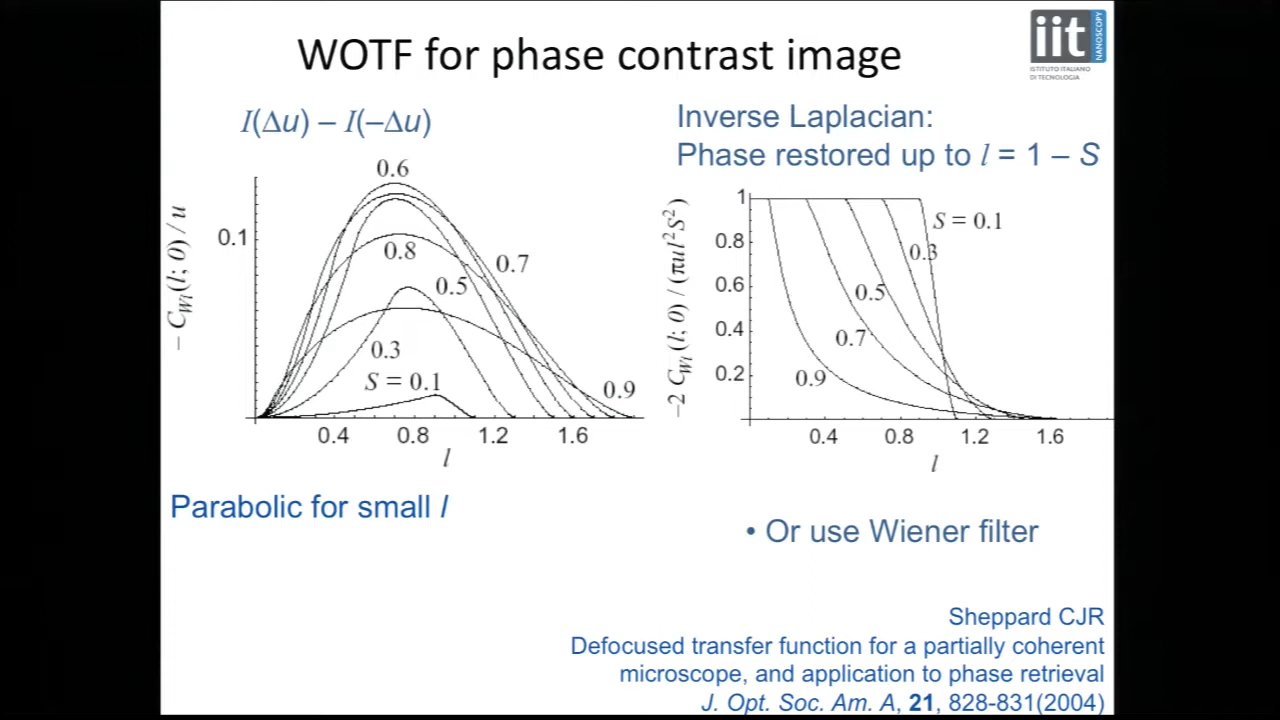 WOTF for phase contrast image
iit
NANOSCOPY
ISTITUTO ITALIANO
DI TECNOLOGIA
I(Δu) – I(–Δu)
Inverse Laplacian:
Phase restored up to l = 1 – S
– C_Wi(l; 0) / u
0.1
0.6
0.8
0.7
0.5
0.3
S = 0.1
0.9
0.4
0.8
1.2
1.6
l
–2 C_Wi (l; 0) / (πul²S²)
1
0.8
0.6
0.4
0.2
S = 0.1
0.3
0.5
0.7
0.9
0.4
0.8
1.2
1.6
l
Parabolic for small l
• Or use Wiener filter
Sheppard CJR
Defocused transfer function for a partially coherent
microscope, and application to phase retrieval
J. Opt. Soc. Am. A, 21, 828-831(2004)